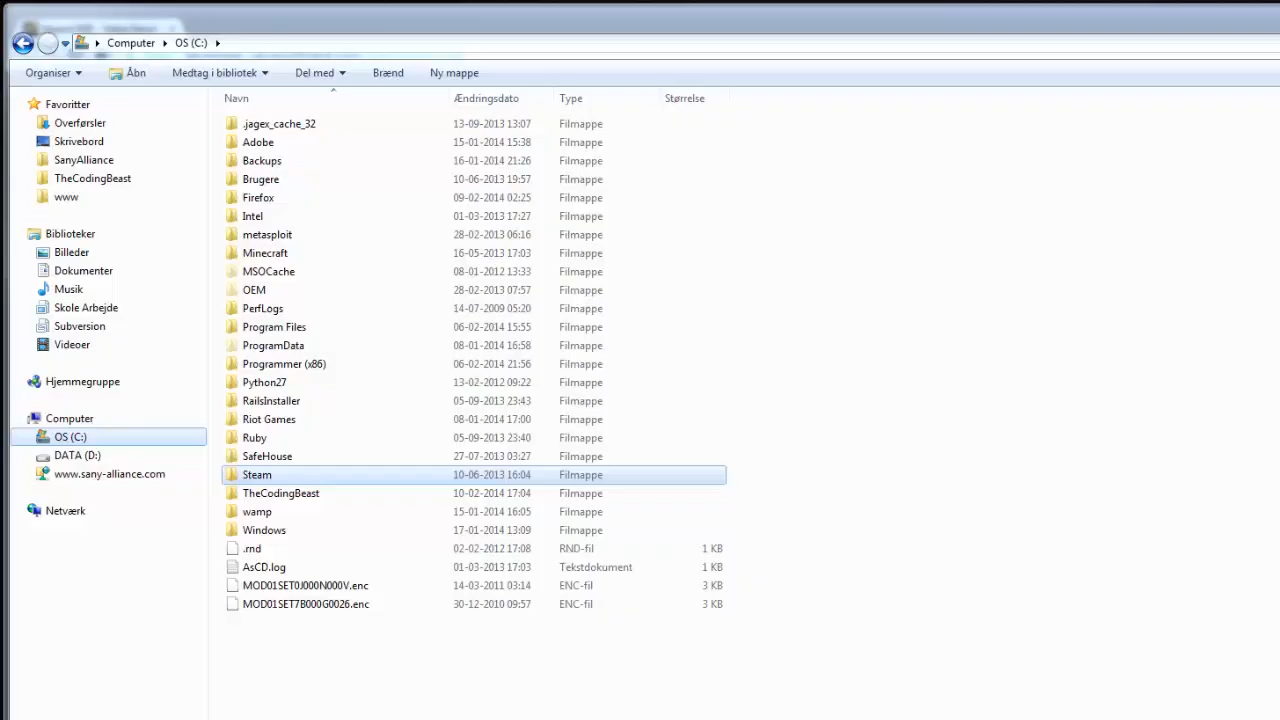 Computer OS (C:)
Organiser Åbn Medtag i bibliotek Del med Brænd Ny mappe
Navn Ændringsdato Type Størrelse
Favoritter
Overførsler
Skrivebord
SanyAlliance
TheCodingBeast
www
Biblioteker
Billeder
Dokumenter
Musik
Skole Arbejde
Subversion
Videoer
Hjemmegruppe
Computer
OS (C:)
DATA (D:)
www.sany-alliance.com
Netværk
.jagex_cache_32 13-09-2013 13:07 Filmappe
Adobe 15-01-2014 15:38 Filmappe
Backups 16-01-2014 21:26 Filmappe
Brugere 10-06-2013 19:57 Filmappe
Firefox 09-02-2014 02:25 Filmappe
Intel 01-03-2013 17:27 Filmappe
metasploit 28-02-2013 06:16 Filmappe
Minecraft 16-05-2013 17:03 Filmappe
MSOCache 08-01-2012 13:33 Filmappe
OEM 28-02-2013 07:57 Filmappe
PerfLogs 14-07-2009 05:20 Filmappe
Program Files 06-02-2014 15:55 Filmappe
ProgramData 08-01-2014 16:58 Filmappe
Programmer (x86) 06-02-2014 21:56 Filmappe
Python27 13-02-2012 09:22 Filmappe
RailsInstaller 05-09-2013 23:43 Filmappe
Riot Games 08-01-2014 17:00 Filmappe
Ruby 05-09-2013 23:40 Filmappe
SafeHouse 27-07-2013 03:27 Filmappe
Steam 10-06-2013 16:04 Filmappe
TheCodingBeast 10-02-2014 17:04 Filmappe
wamp 15-01-2014 16:05 Filmappe
Windows 17-01-2014 13:09 Filmappe
.rnd 02-02-2012 17:08 RND-fil 1 KB
AsCD.log 01-03-2013 17:03 Tekstdokument 1 KB
MOD01SET0J000N000V.enc 14-03-2011 03:14 ENC-fil 3 KB
MOD01SET7B000G0026.enc 30-12-2010 09:57 ENC-fil 3 KB